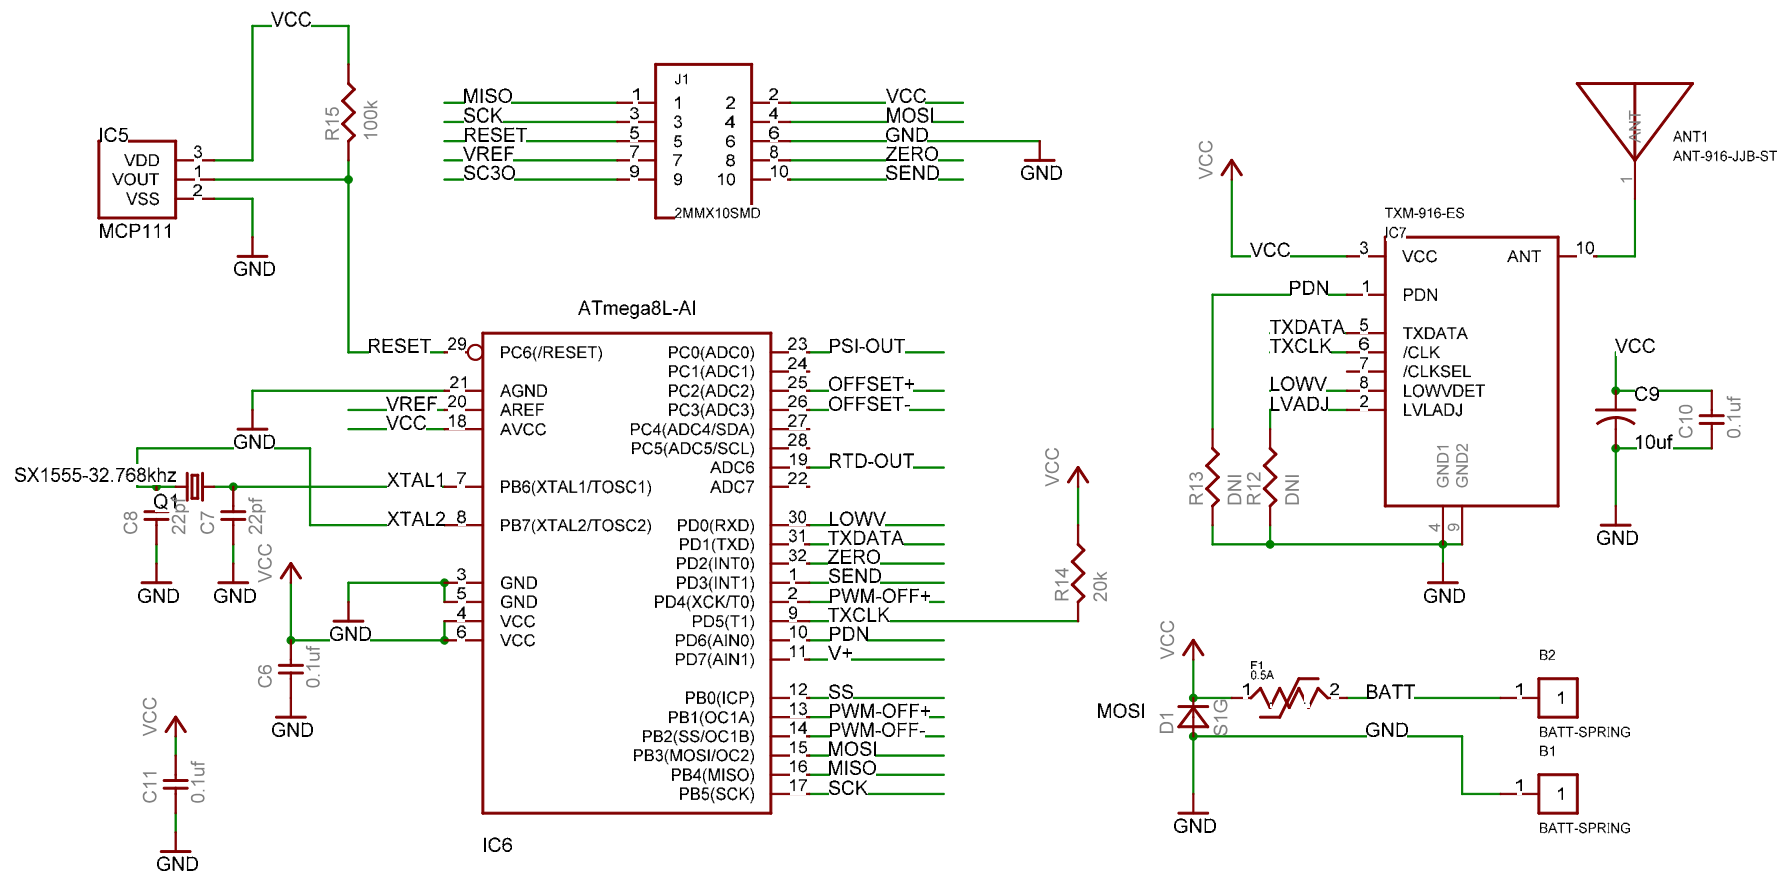 VCC
R15
100k
IC5
VDD
3
VOUT
1
VSS
2
MCP111
GND
J1
MISO 1 1 2 2 VCC
SCK 3 3 4 4 MOSI
RESET 5 5 6 6 GND
VREF 7 7 8 8 ZERO
SC3O 9 9 10 10 SEND
2MMX10SMD
GND
ATmega8L-AI
RESET 29 PC6(/RESET)
21 AGND
VREF 20 AREF
VCC 18 AVCC
GND
SX1555-32.768khz
Q1
XTAL1 7 PB6(XTAL1/TOSC1)
XTAL2 8 PB7(XTAL2/TOSC2)
C8
22pf
C7
22pf
GND
GND
VCC
3 GND
5 GND
4 VCC
6 VCC
GND
C6
0.1uf
GND
VCC
C11
0.1uf
GND
PC0(ADC0) 23 PSI-OUT
PC1(ADC1) 24
PC2(ADC2) 25 OFFSET+
PC3(ADC3) 26 OFFSET-
PC4(ADC4/SDA) 27
PC5(ADC5/SCL) 28
ADC6 19 RTD-OUT
ADC7 22
PD0(RXD) 30 LOWV
PD1(TXD) 31 TXDATA
PD2(INT0) 32 ZERO
PD3(INT1) 1 SEND
PD4(XCK/T0) 2 PWM-OFF+
PD5(T1) 9 TXCLK
PD6(AIN0) 10 PDN
PD7(AIN1) 11 V+
PB0(ICP) 12 SS
PB1(OC1A) 13 PWM-OFF+
PB2(SS/OC1B) 14 PWM-OFF-
PB3(MOSI/OC2) 15 MOSI
PB4(MISO) 16 MISO
PB5(SCK) 17 SCK
IC6
VCC
R14
20k
ANT
ANT1
ANT-916-JJB-ST
1
VCC
TXM-916-ES
IC7
VCC 3 VCC
ANT 10
PDN 1 PDN
TXDATA 5 TXDATA
TXCLK 6 /CLK
7 /CLKSEL
LOWV 8 LOWVDET
LVADJ 2 LVLADJ
GND1
GND2
4
9
R13
DNI
R12
DNI
GND
VCC
C9
10uf
C10
0.1uf
GND
VCC
MOSI
D1
S1G
F1
0.5A
1
2
BATT
GND
GND
B2
1
1
BATT-SPRING
B1
1
1
BATT-SPRING